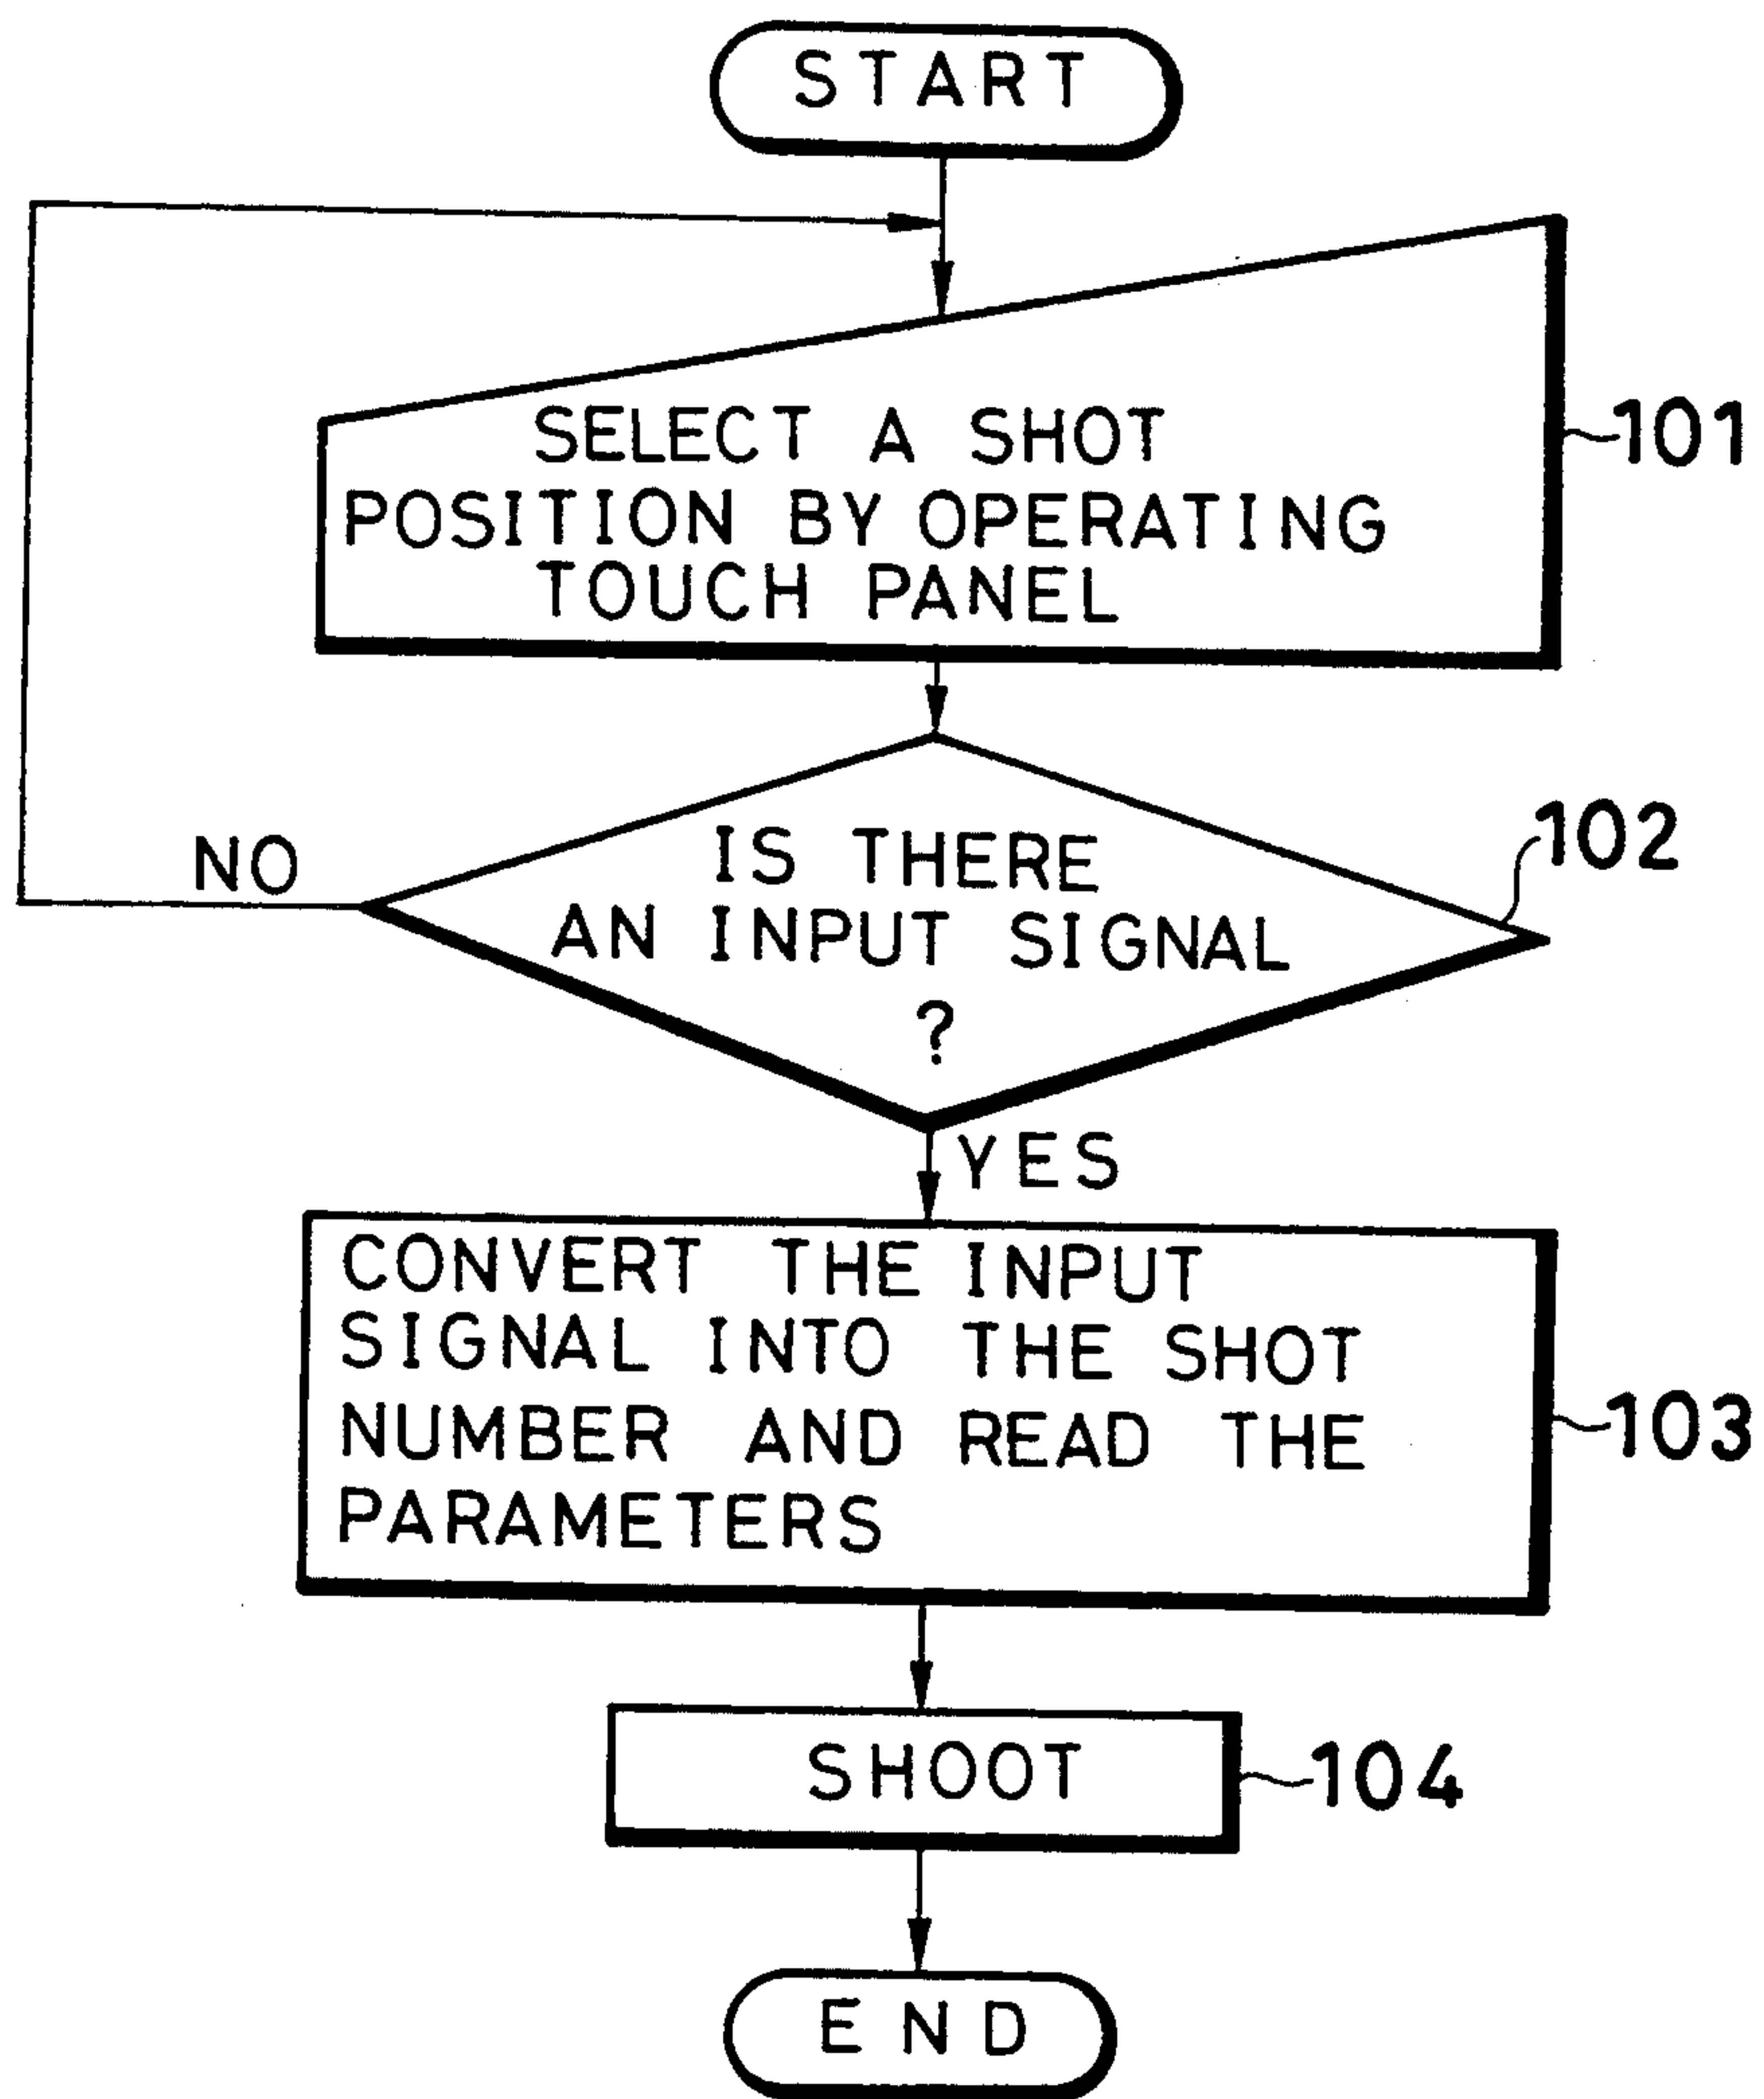 START
SELECT A SHOT
POSITION BY OPERATING
TOUCH PANEL
101
IS THERE
AN INPUT SIGNAL
?
102
NO
YES
CONVERT THE INPUT
SIGNAL INTO THE SHOT
NUMBER AND READ THE
PARAMETERS
103
SHOOT
104
END